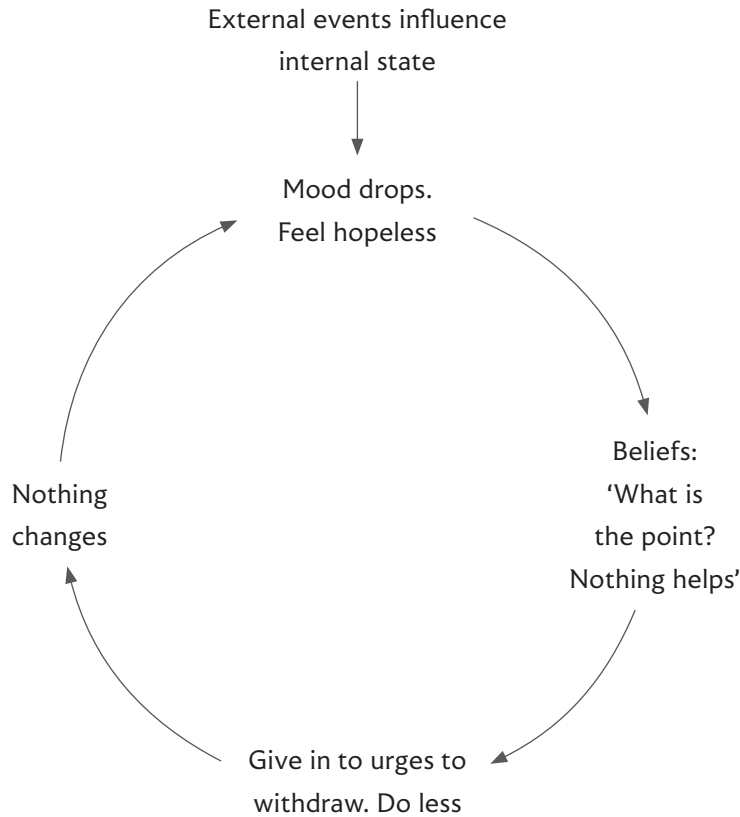 External events influence
internal state
Mood drops.
Feel hopeless
Beliefs:
‘What is
the point?
Nothing helps’
Give in to urges to
withdraw. Do less
Nothing
changes